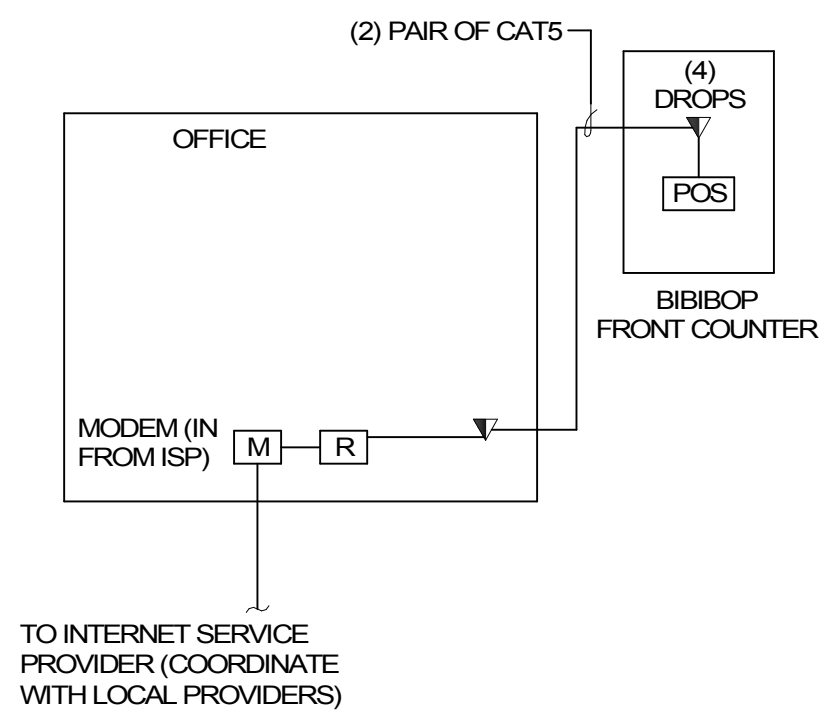 (2) PAIR OF CAT5
(4)
DROPS
OFFICE
POS
BIBIBOP
FRONT COUNTER
MODEM (IN
FROM ISP)
M
R
TO INTERNET SERVICE
PROVIDER (COORDINATE
WITH LOCAL PROVIDERS)